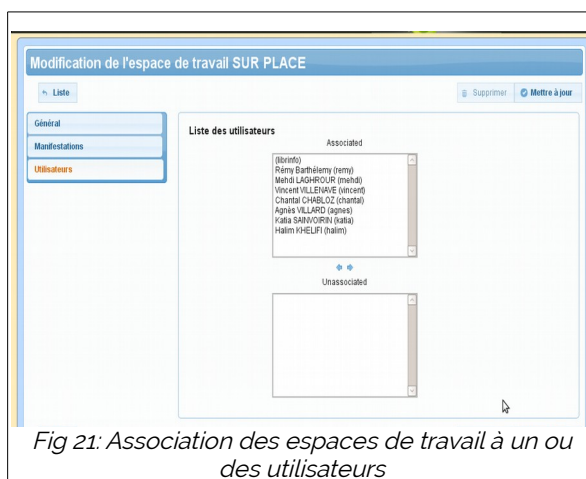 Modification de l'espace de travail SUR PLACE
Liste
Supprimer
Mettre à jour
Général
Manifestations
Utilisateurs
Liste des utilisateurs
Associated
(librinfo)
Rémy Barthélemy (remy)
Mehdi LAGHROUR (mehdi)
Vincent VILLENAVE (vincent)
Chantal CHABLOZ (chantal)
Agnès VILLARD (agnes)
Katia SAINVOIRIN (katia)
Halim KHELIFI (halim)
Unassociated
Fig 21: Association des espaces de travail à un ou
des utilisateurs